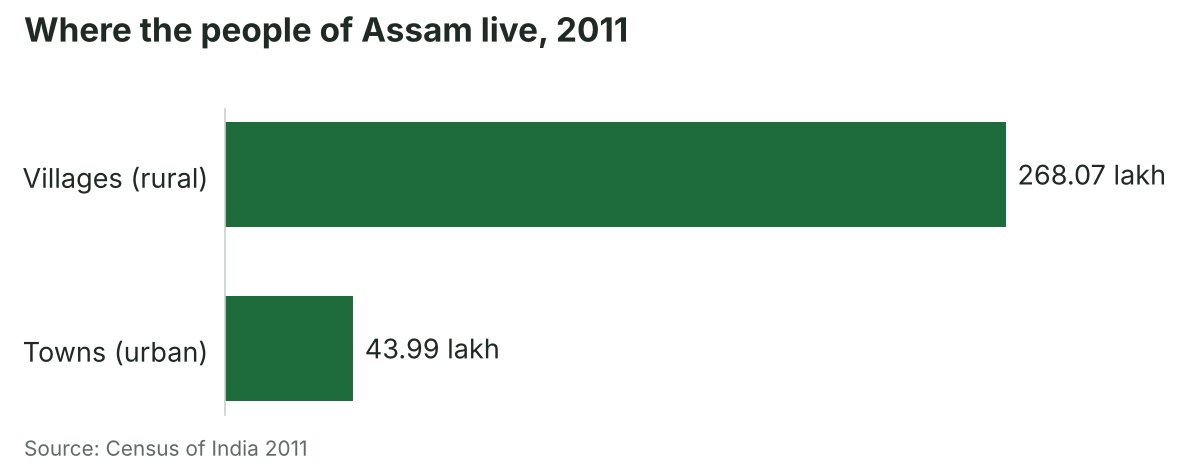 Where the people of Assam live, 2011
Villages (rural)
268.07 lakh
Towns (urban)
43.99 lakh
Source: Census of India 2011